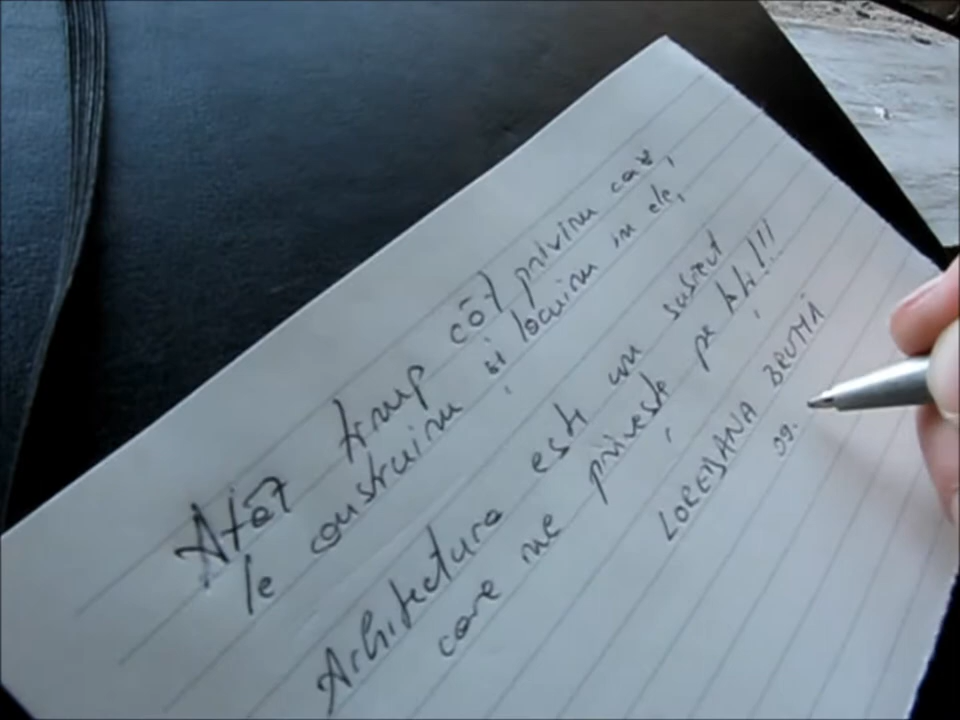 Atât timp cât privim case,
le construim și locuim în ele,
Arhitectura este un subiect
care ne privește pe toți!!!
LOREDANA BRUMĂ
09.